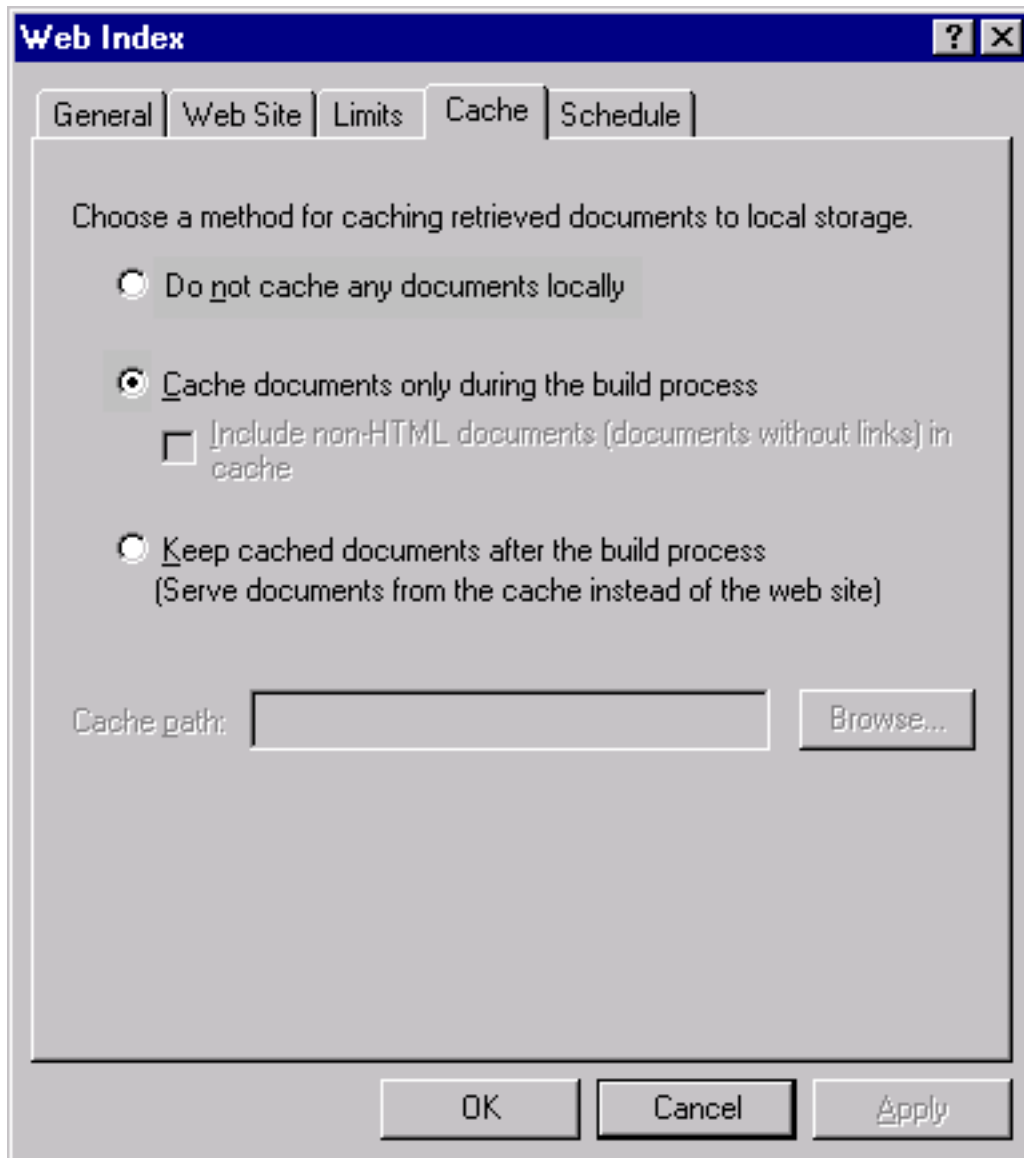 Web Index
General Web Site Limits Cache Schedule
Choose a method for caching retrieved documents to local storage.
Do not cache any documents locally
Cache documents only during the build process
Include non-HTML documents (documents without links) in
cache
Keep cached documents after the build process
(Serve documents from the cache instead of the web site)
Cache path: Browse...
OK Cancel Apply